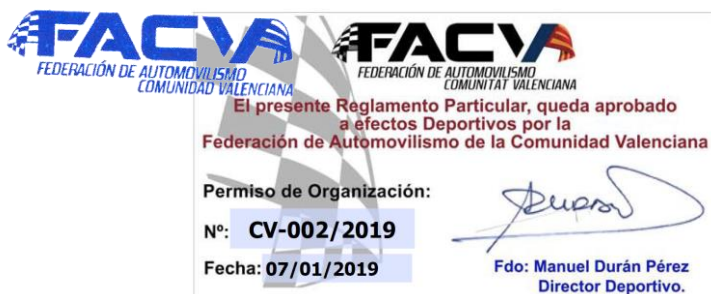 FACVA
FEDERACIÓN DE AUTOMOVILISMO
COMUNIDAD VALENCIANA
FACVA
FEDERACIÓN DE AUTOMOVILISMO
COMUNITAT VALENCIANA
El presente Reglamento Particular, queda aprobado
a efectos Deportivos por la
Federación de Automovilismo de la Comunidad Valenciana
Permiso de Organización:
Nº: CV-002/2019
Fecha: 07/01/2019
Fdo: Manuel Durán Pérez
Director Deportivo.